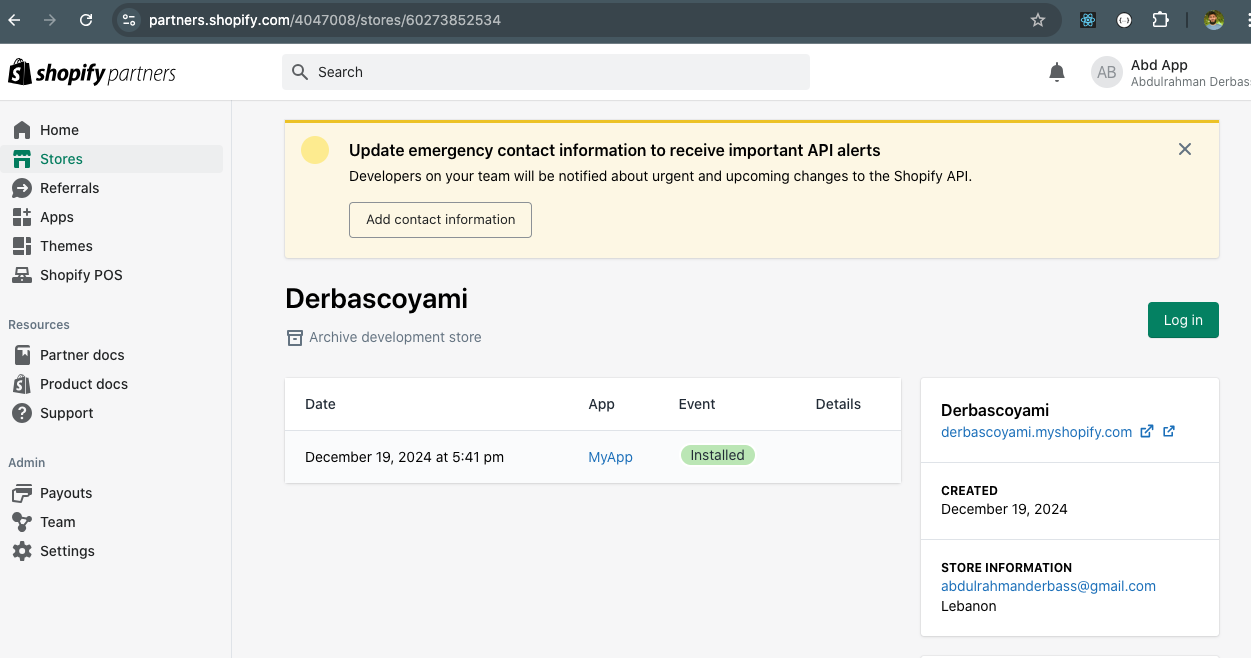 partners.shopify.com/4047008/stores/60273852534
shopify partners
Search
AB
Abd App
Abdulrahman Derbas
Home
Stores
Referrals
Apps
Themes
Shopify POS
Resources
Partner docs
Product docs
Support
Admin
Payouts
Team
Settings
Update emergency contact information to receive important API alerts
Developers on your team will be notified about urgent and upcoming changes to the Shopify API.
Add contact information
Derbascoyami
Archive development store
Log in
Date App Event Details
December 19, 2024 at 5:41 pm MyApp Installed
Derbascoyami
derbascoyami.myshopify.com
CREATED
December 19, 2024
STORE INFORMATION
abdulrahmanderbass@gmail.com
Lebanon